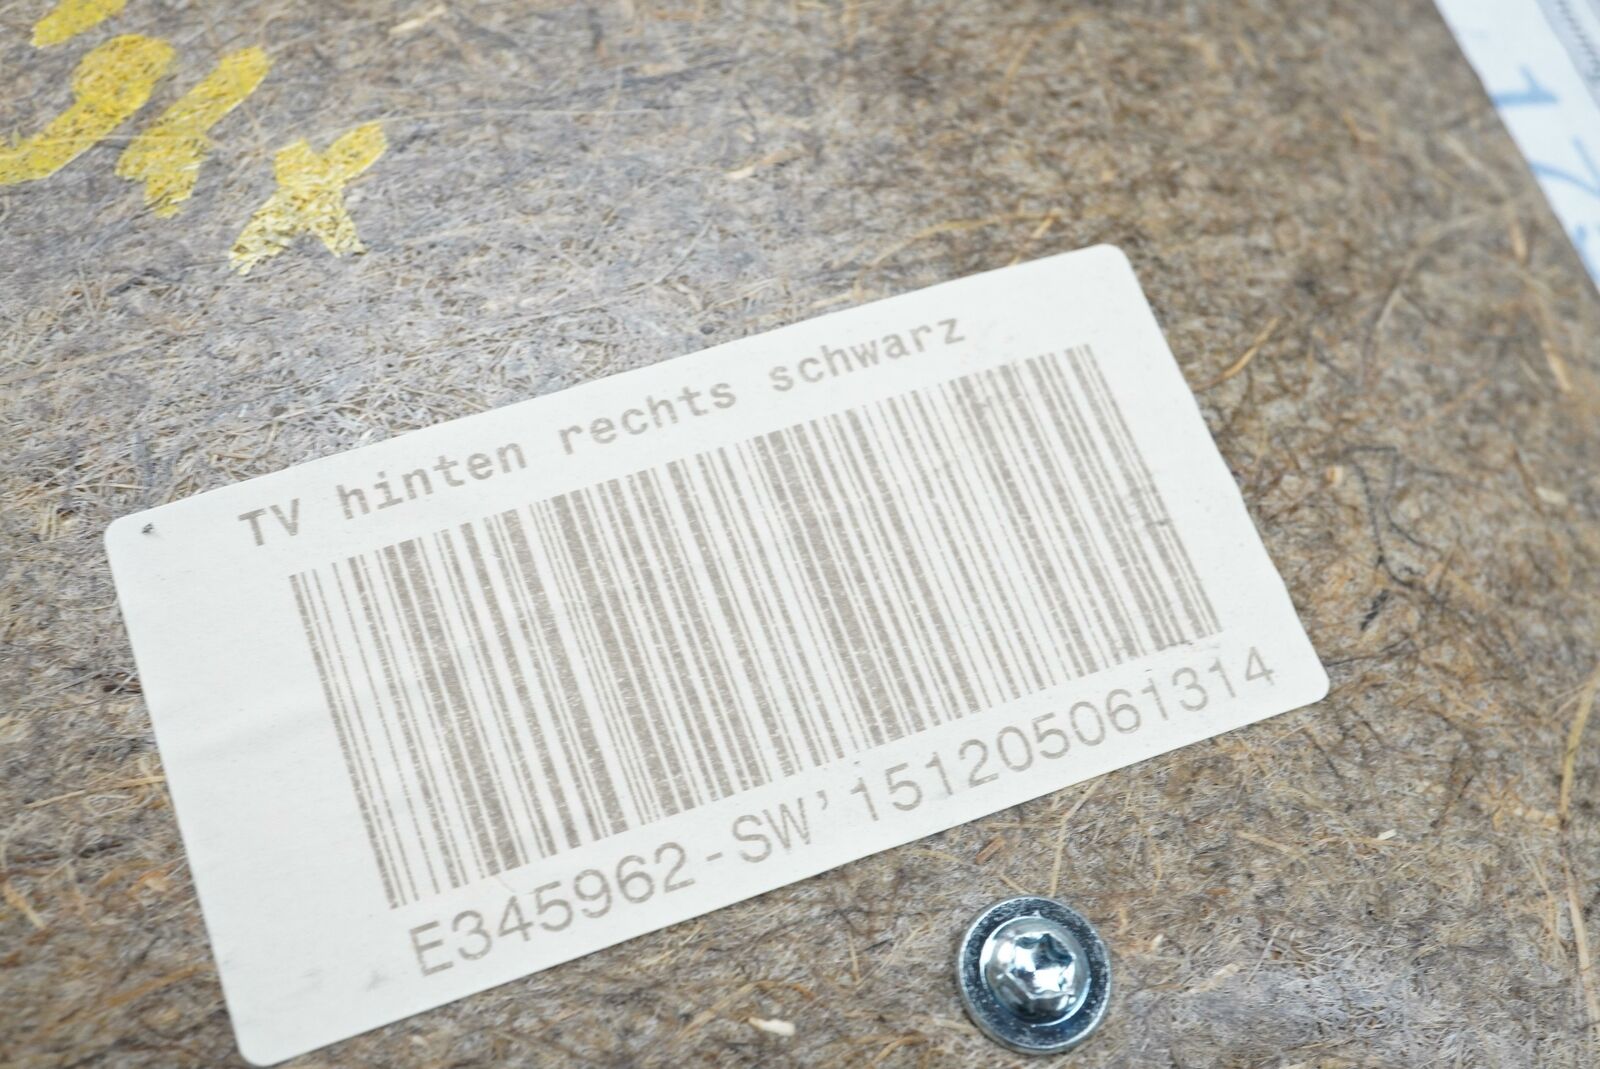 TV hinten rechts schwarz
E345962-SW'151205061314